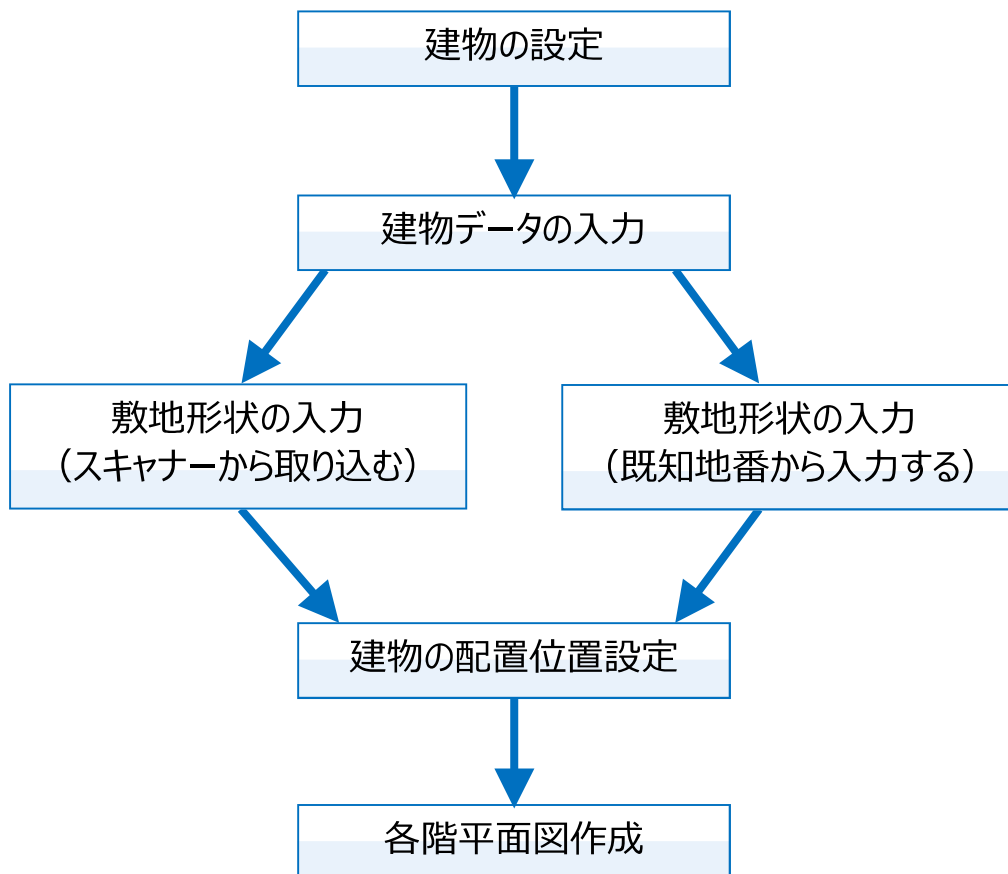 建物の設定
建物データの入力
敷地形状の入力
（スキャナーから取り込む）
敷地形状の入力
（既知地番から入力する）
建物の配置位置設定
各階平面図作成